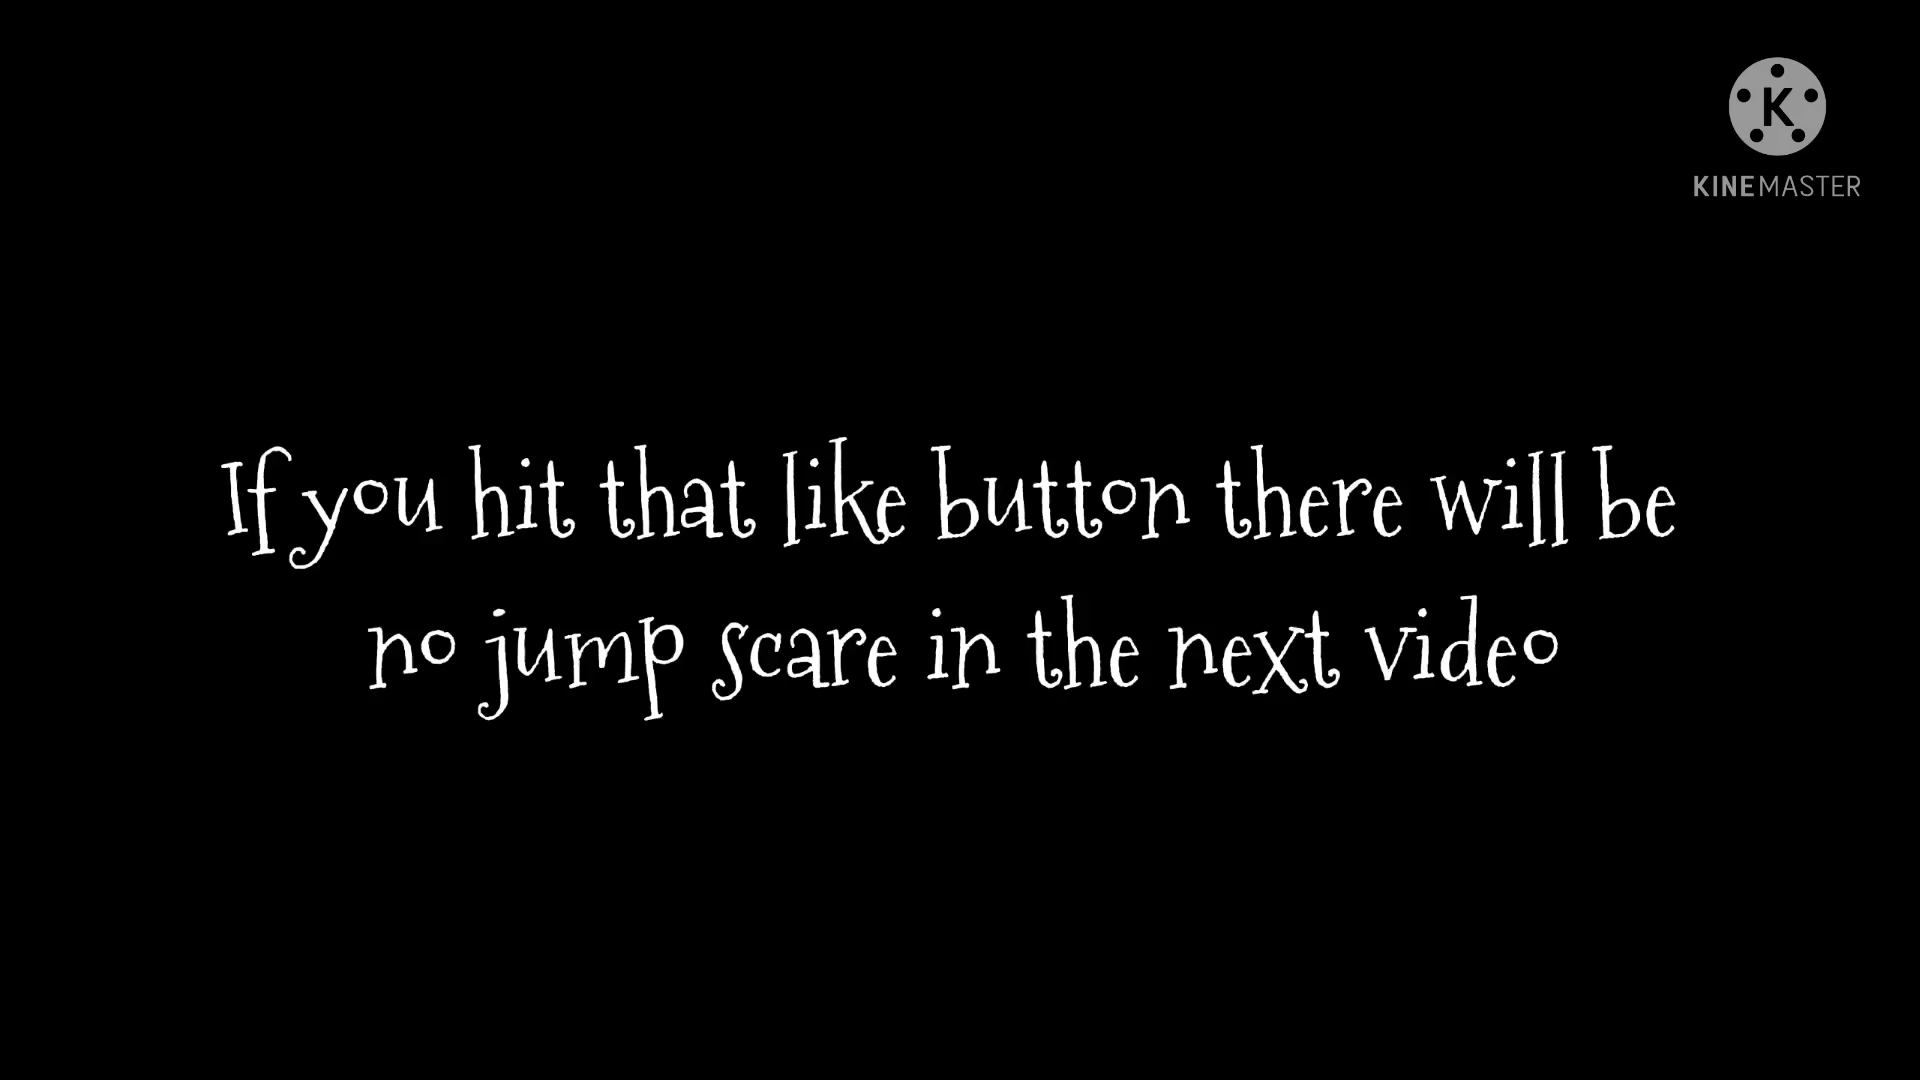 K
KINEMASTER
If you hit that like button there will be
no jump scare in the next video